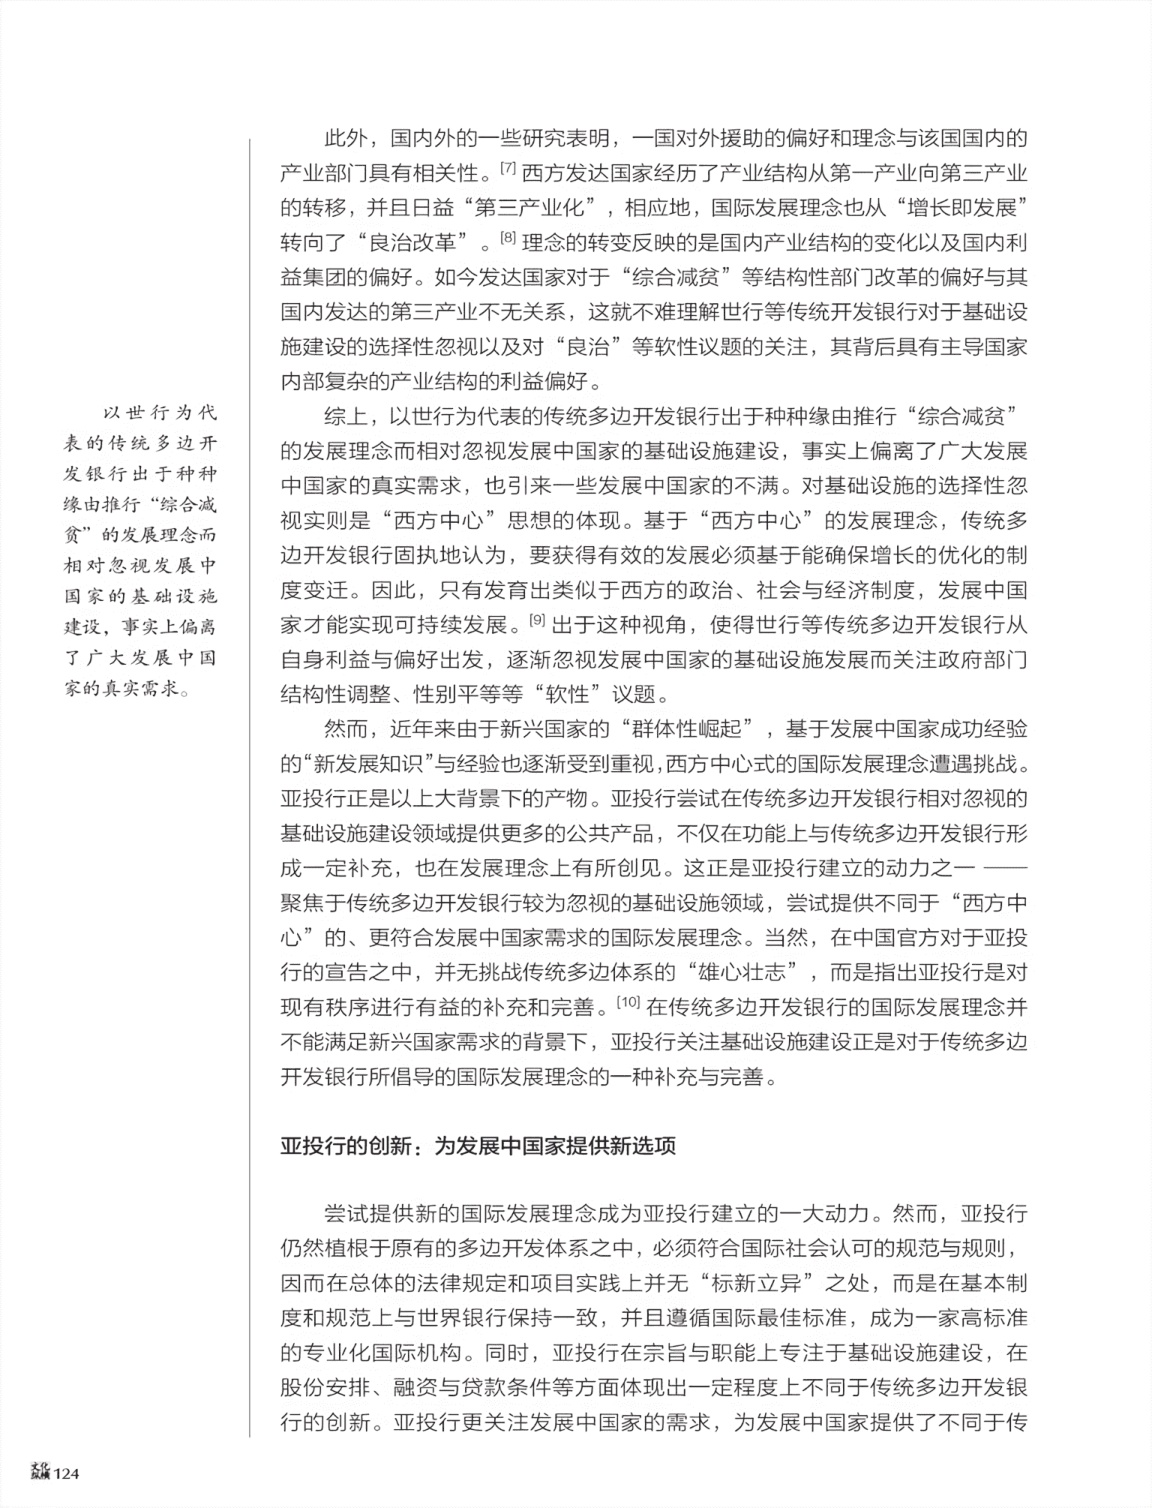 此外，国内外的一些研究表明，一国对外援助的偏好和理念与该国国内的
产业部门具有相关性。[7] 西方发达国家经历了产业结构从第一产业向第三产业
的转移，并且日益“第三产业化”，相应地，国际发展理念也从“增长即发展”
转向了“良治改革”。[8] 理念的转变反映的是国内产业结构的变化以及国内利
益集团的偏好。如今发达国家对于“综合减贫”等结构性部门改革的偏好与其
国内发达的第三产业不无关系，这就不难理解世行等传统开发银行对于基础设
施建设的选择性忽视以及对“良治”等软性议题的关注，其背后具有主导国家
内部复杂的产业结构的利益偏好。
综上，以世行为代表的传统多边开发银行出于种种缘由推行“综合减贫”
的发展理念而相对忽视发展中国家的基础设施建设，事实上偏离了广大发展
中国家的真实需求，也引来一些发展中国家的不满。对基础设施的选择性忽
视实则是“西方中心”思想的体现。基于“西方中心”的发展理念，传统多
边开发银行固执地认为，要获得有效的发展必须基于能确保增长的优化的制
度变迁。因此，只有发育出类似于西方的政治、社会与经济制度，发展中国
家才能实现可持续发展。[9] 出于这种视角，使得世行等传统多边开发银行从
自身利益与偏好出发，逐渐忽视发展中国家的基础设施发展而关注政府部门
结构性调整、性别平等等“软性”议题。
然而，近年来由于新兴国家的“群体性崛起”，基于发展中国家成功经验
的“新发展知识”与经验也逐渐受到重视，西方中心式的国际发展理念遭遇挑战。
亚投行正是以上大背景下的产物。亚投行尝试在传统多边开发银行相对忽视的
基础设施建设领域提供更多的公共产品，不仅在功能上与传统多边开发银行形
成一定补充，也在发展理念上有所创见。这正是亚投行建立的动力之一 ——
聚焦于传统多边开发银行较为忽视的基础设施领域，尝试提供不同于“西方中
心”的、更符合发展中国家需求的国际发展理念。当然，在中国官方对于亚投
行的宣告之中，并无挑战传统多边体系的“雄心壮志”，而是指出亚投行是对
现有秩序进行有益的补充和完善。[10] 在传统多边开发银行的国际发展理念并
不能满足新兴国家需求的背景下，亚投行关注基础设施建设正是对于传统多边
开发银行所倡导的国际发展理念的一种补充与完善。
以世行为代
表的传统多边开
发银行出于种种
缘由推行“综合减
贫”的发展理念而
相对忽视发展中
国家的基础设施
建设，事实上偏离
了广大发展中国
家的真实需求。
亚投行的创新：为发展中国家提供新选项
尝试提供新的国际发展理念成为亚投行建立的一大动力。然而，亚投行
仍然植根于原有的多边开发体系之中，必须符合国际社会认可的规范与规则，
因而在总体的法律规定和项目实践上并无“标新立异”之处，而是在基本制
度和规范上与世界银行保持一致，并且遵循国际最佳标准，成为一家高标准
的专业化国际机构。同时，亚投行在宗旨与职能上专注于基础设施建设，在
股份安排、融资与贷款条件等方面体现出一定程度上不同于传统多边开发银
行的创新。亚投行更关注发展中国家的需求，为发展中国家提供了不同于传
文化
纵横 124